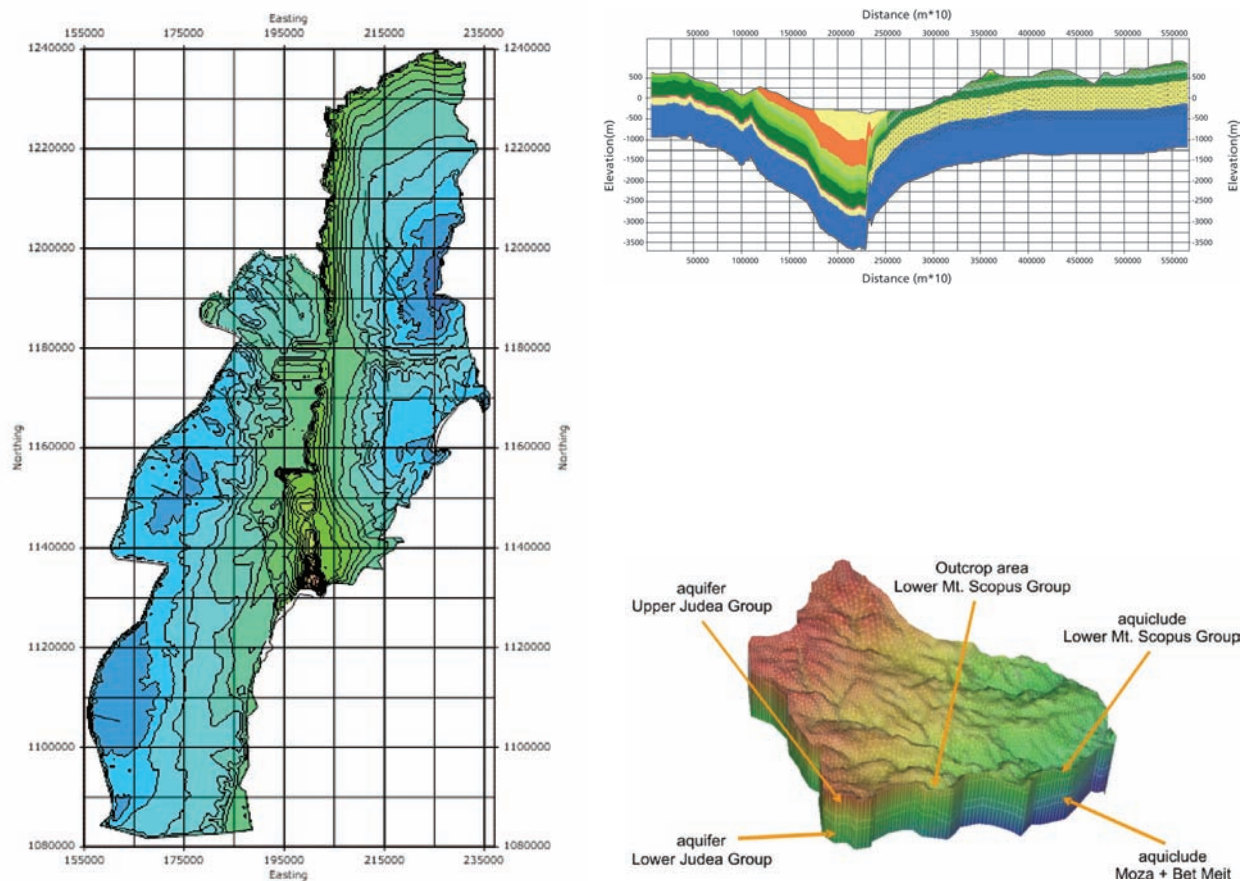 Easting
155000 175000 195000 215000 235000
1240000 1240000
1220000 1220000
1200000 1200000
1180000 1180000
Northing
Northing
1160000 1160000
1140000 1140000
1120000 1120000
1100000 1100000
1080000 1080000
155000 175000 195000 215000 235000
Easting
Distance (m*10)
50000 100000 150000 200000 250000 300000 350000 400000 450000 500000 550000
Elevation(m)
500 500
0 0
-500 -500
-1000 -1000
-1500 -1500
-2000 -2000
-2500 -2500
-3000 -3000
-3500 -3500
Elevation(m)
50000 100000 150000 200000 250000 300000 350000 400000 450000 500000 550000
Distance (m*10)
aquifer
Upper Judea Group
Outcrop area
Lower Mt. Scopus Group
aquiclude
Lower Mt. Scopus Group
aquifer
Lower Judea Group
aquiclude
Moza + Bet Meit